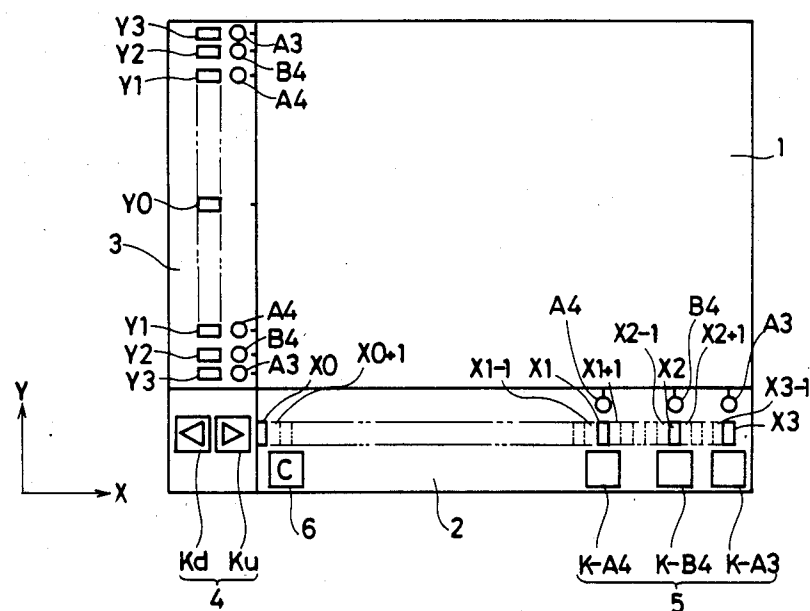 Y3 A3
Y2 B4
Y1 A4
1
Y0
3
A4 B4 A3
Y1 A4 X2-1 X2+1
Y2 B4 X0 X0+1 X1-1 X1 X1+1 X2 X3-1
Y3 A3
Y X3
X C
6 2
Kd Ku K-A4 K-B4 K-A3
4 5